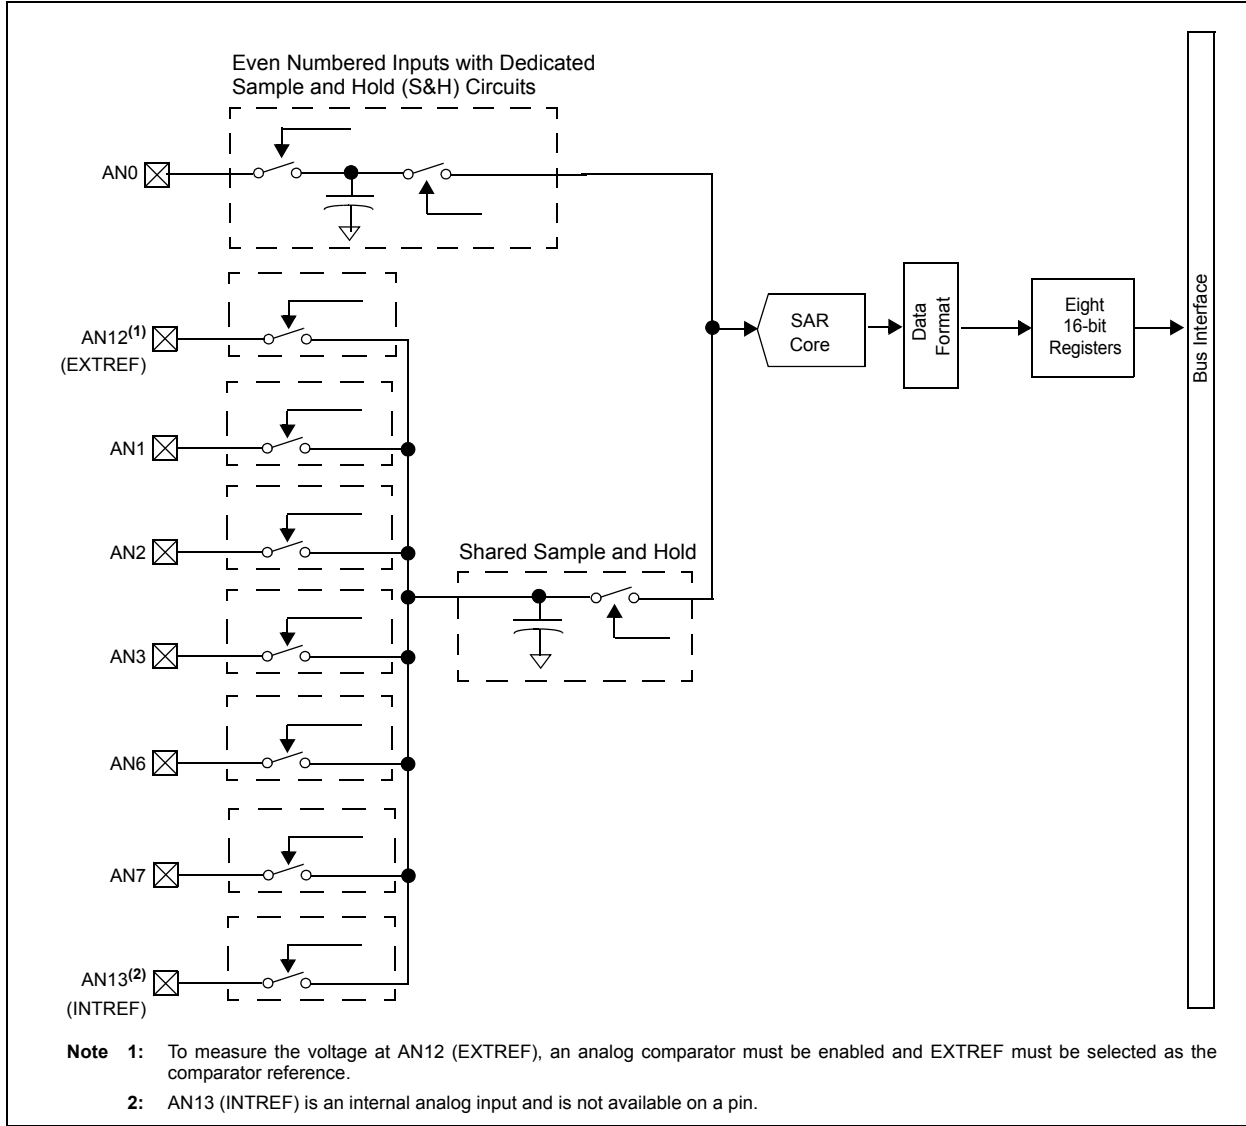 Even Numbered Inputs with Dedicated
Sample and Hold (S&H) Circuits
AN0
AN12(1)
(EXTREF)
AN1
AN2
AN3
AN6
AN7
AN13(2)
(INTREF)
Shared Sample and Hold
SAR
Core
Data
Format
Eight
16-bit
Registers
Bus Interface
Note 1: To measure the voltage at AN12 (EXTREF), an analog comparator must be enabled and EXTREF must be selected as the
comparator reference.
2: AN13 (INTREF) is an internal analog input and is not available on a pin.